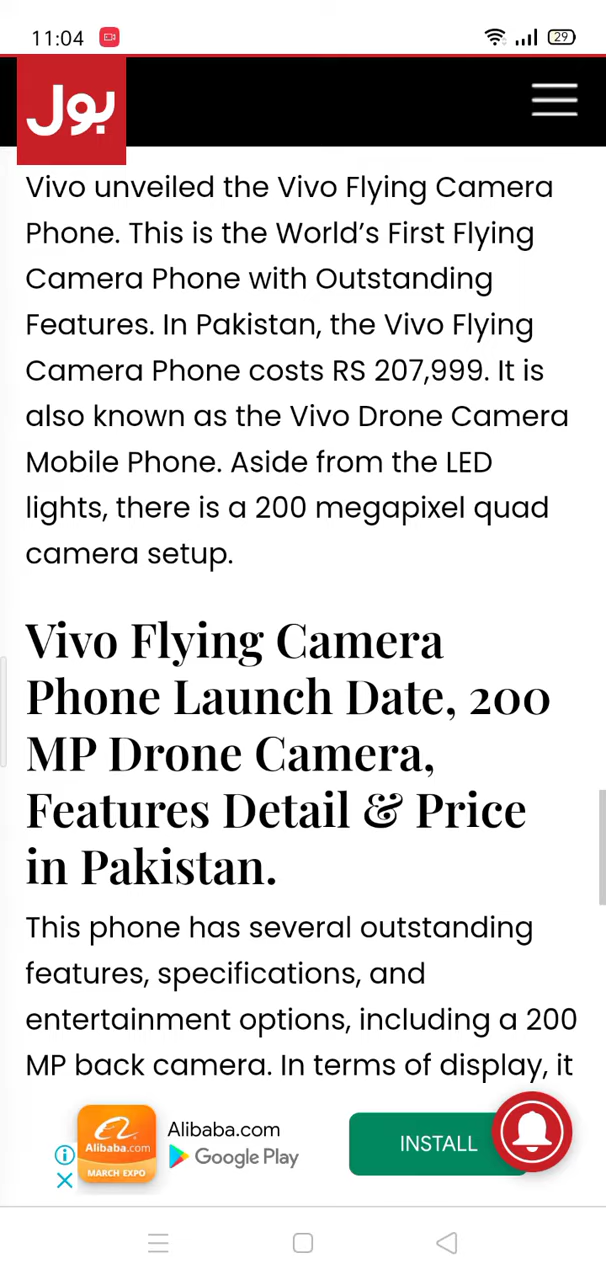 11:04
29
بول
Vivo unveiled the Vivo Flying Camera
Phone. This is the World’s First Flying
Camera Phone with Outstanding
Features. In Pakistan, the Vivo Flying
Camera Phone costs RS 207,999. It is
also known as the Vivo Drone Camera
Mobile Phone. Aside from the LED
lights, there is a 200 megapixel quad
camera setup.
Vivo Flying Camera
Phone Launch Date, 200
MP Drone Camera,
Features Detail & Price
in Pakistan.
This phone has several outstanding
features, specifications, and
entertainment options, including a 200
MP back camera. In terms of display, it
Alibaba.com
MARCH EXPO
Alibaba.com
Google Play
INSTALL